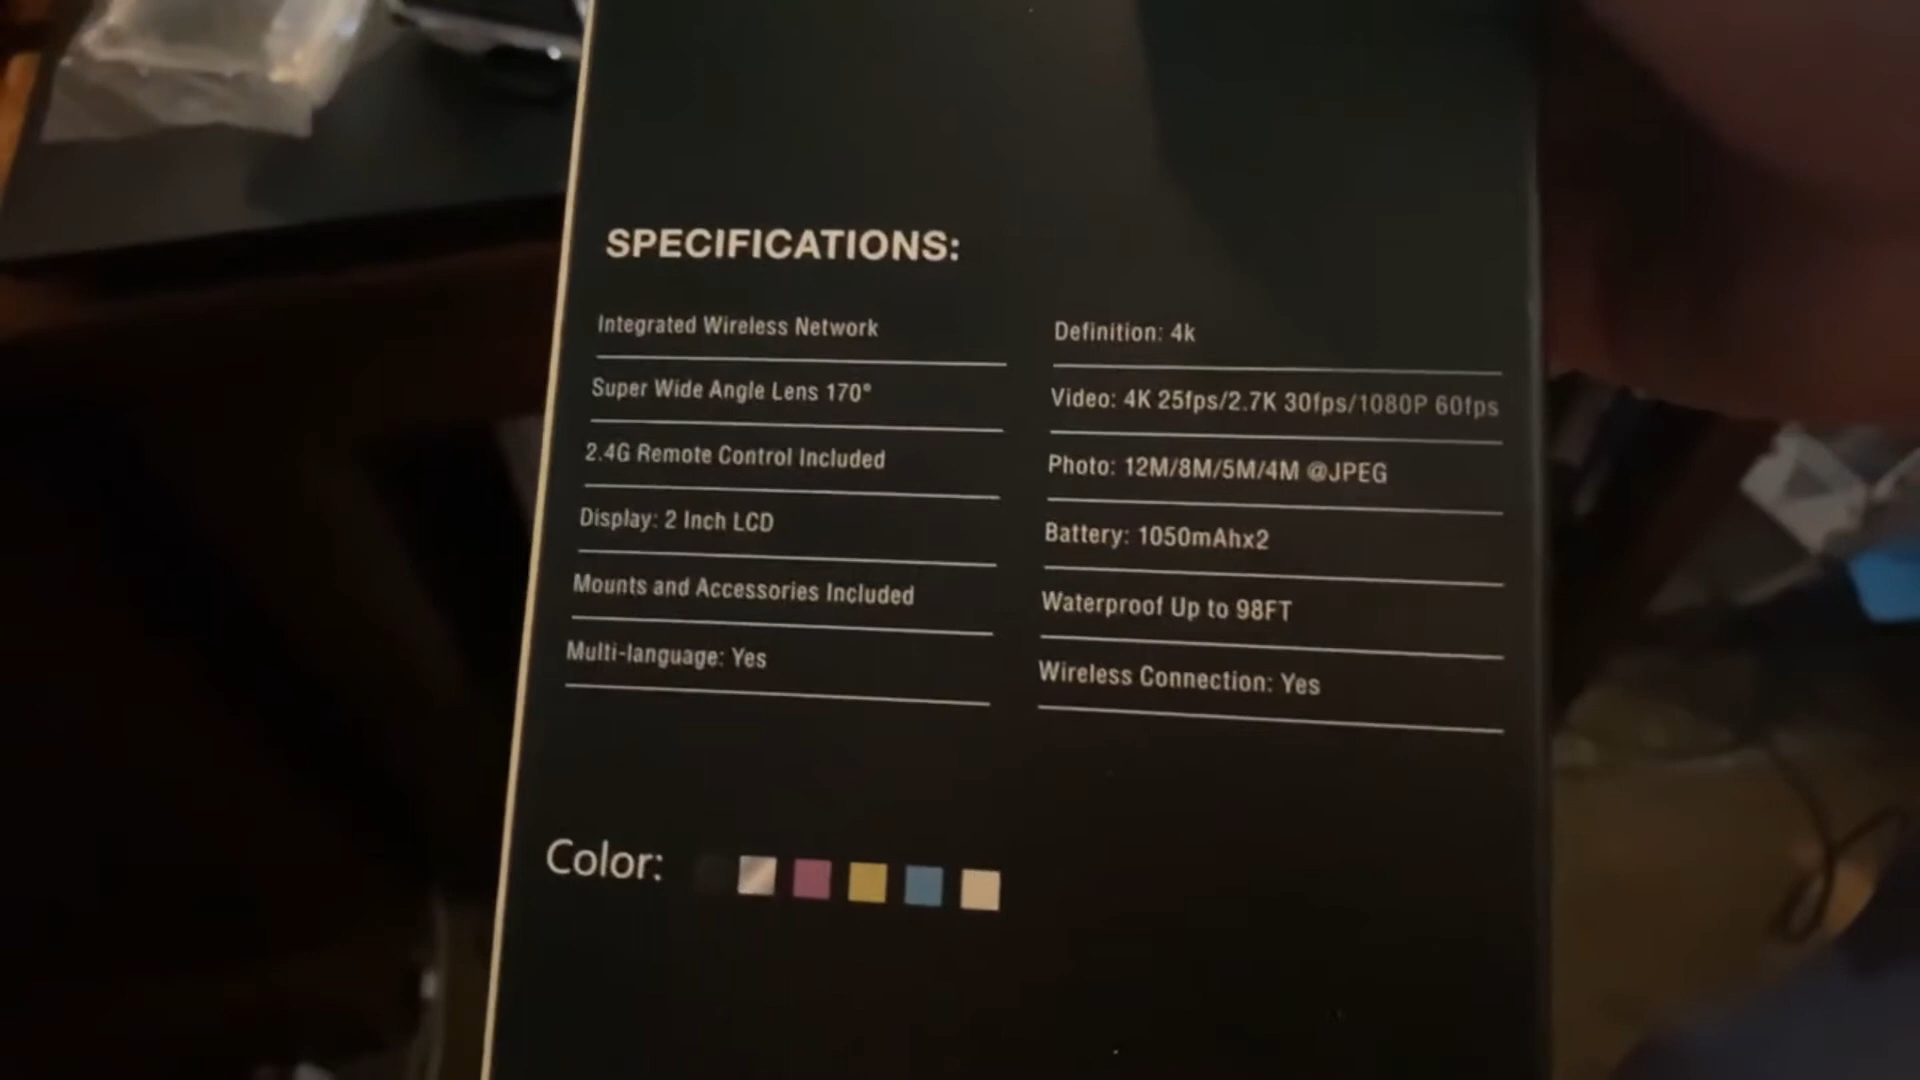 SPECIFICATIONS:
Integrated Wireless Network
Super Wide Angle Lens 170°
2.4G Remote Control Included
Display: 2 Inch LCD
Mounts and Accessories Included
Multi-language: Yes
Definition: 4k
Video: 4K 25fps/2.7K 30fps/1080P 60fps
Photo: 12M/8M/5M/4M @JPEG
Battery: 1050mAhx2
Waterproof Up to 98FT
Wireless Connection: Yes
Color: